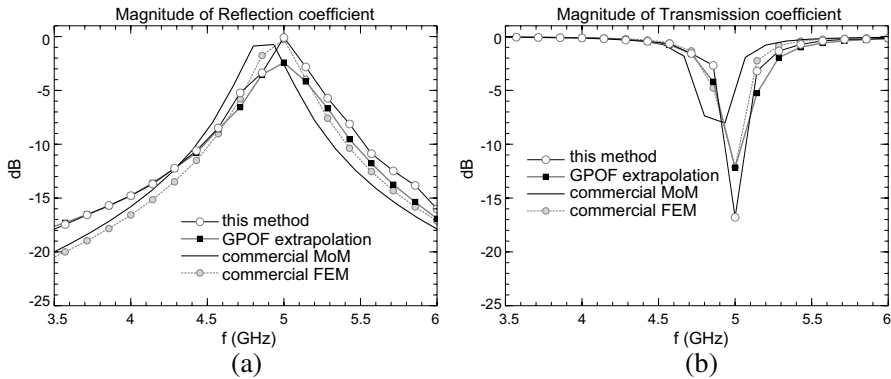 Magnitude of Reflection coefficient
0
-5
-10
-15
-20
-25
dB
this method
GPOF extrapolation
commercial MoM
commercial FEM
3.5 4 4.5 5 5.5 6
f (GHz)
(a)
Magnitude of Transmission coefficient
0
-5
-10
-15
-20
-25
dB
this method
GPOF extrapolation
commercial MoM
commercial FEM
3.5 4 4.5 5 5.5 6
f (GHz)
(b)